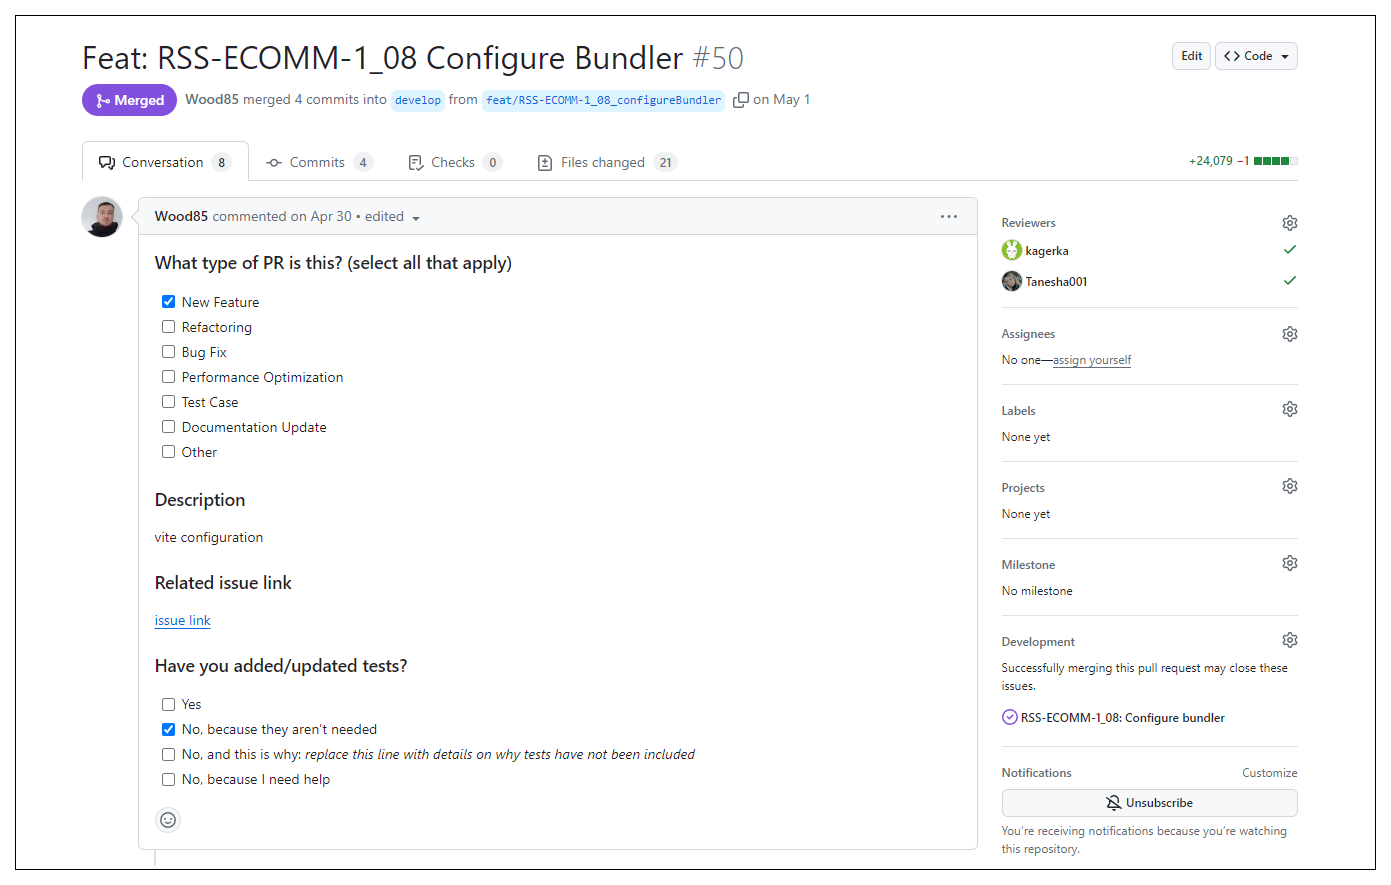 Feat: RSS-ECOMM-1_08 Configure Bundler #50
Edit
Code
Merged
Wood85 merged 4 commits into develop from feat/RSS-ECOMM-1_08_configureBundler on May 1
Conversation 8
Commits 4
Checks 0
Files changed 21
+24,079 −1
Wood85 commented on Apr 30 • edited
What type of PR is this? (select all that apply)
New Feature
Refactoring
Bug Fix
Performance Optimization
Test Case
Documentation Update
Other
Description
vite configuration
Related issue link
issue link
Have you added/updated tests?
Yes
No, because they aren't needed
No, and this is why: replace this line with details on why tests have not been included
No, because I need help
Reviewers
kagerka
Tanesha001
Assignees
No one—assign yourself
Labels
None yet
Projects
None yet
Milestone
No milestone
Development
Successfully merging this pull request may close these
issues.
RSS-ECOMM-1_08: Configure bundler
Notifications
Customize
Unsubscribe
You're receiving notifications because you're watching
this repository.